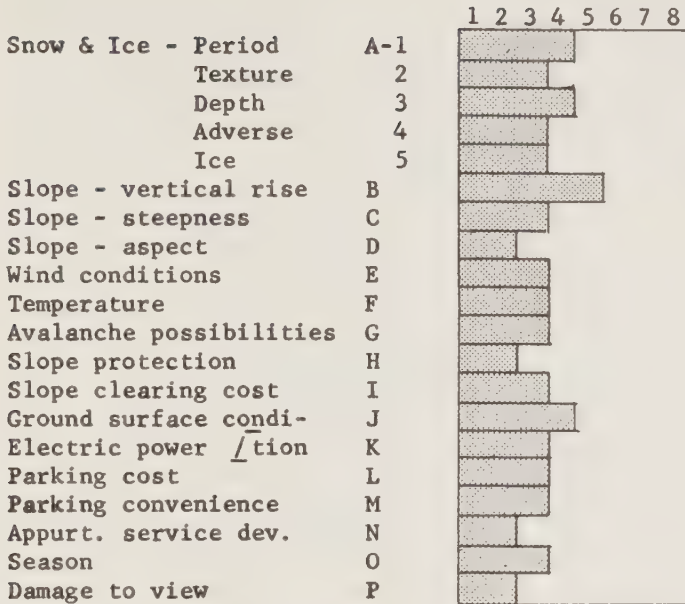 1 2 3 4 5 6 7 8
Snow & Ice - Period A-1
Texture 2
Depth 3
Adverse 4
Ice 5
Slope - vertical rise B
Slope - steepness C
Slope - aspect D
Wind conditions E
Temperature F
Avalanche possibilities G
Slope protection H
Slope clearing cost I
Ground surface condi- J
Electric power /tion K
Parking cost L
Parking convenience M
Appurt. service dev. N
Season O
Damage to view P